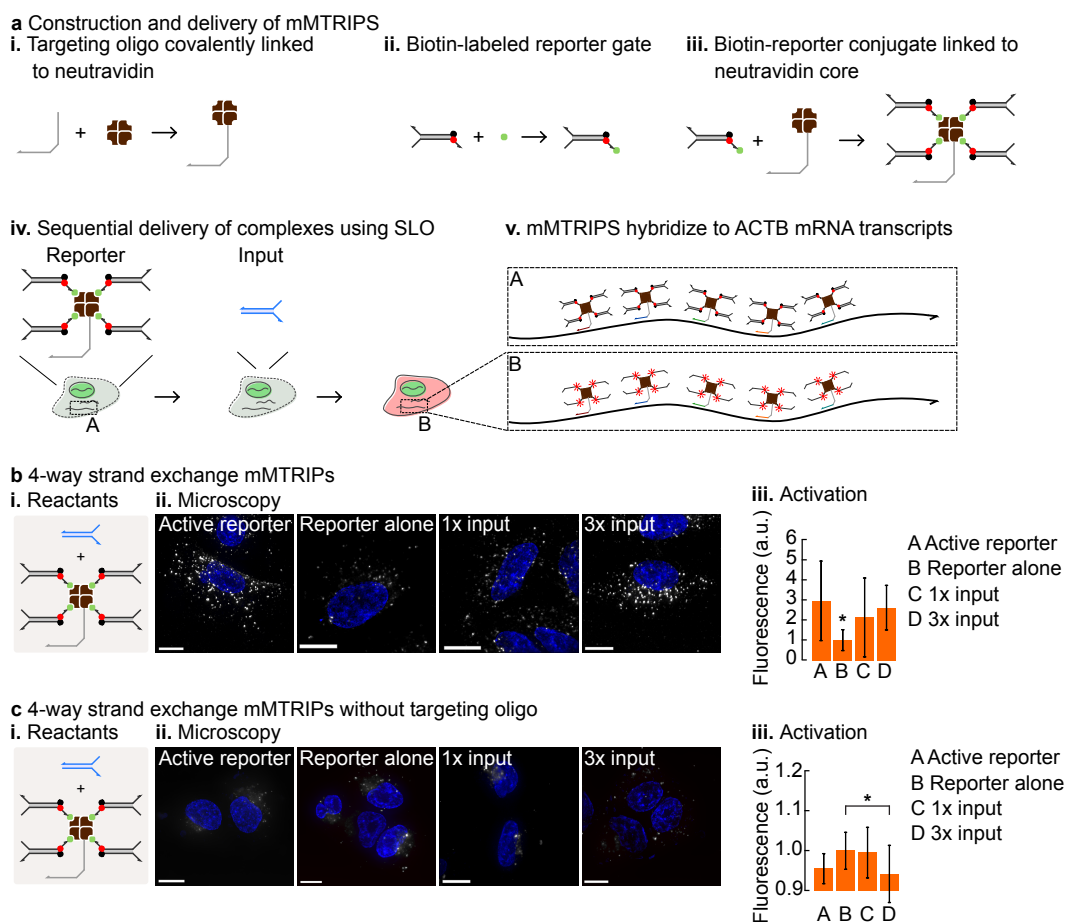 a Construction and delivery of mMTRIPS
i. Targeting oligo covalently linked
to neutravidin
ii. Biotin-labeled reporter gate
iii. Biotin-reporter conjugate linked to
neutravidin core
+
+
+
iv. Sequential delivery of complexes using SLO
Reporter
Input
A
B
v. mMTRIPS hybridize to ACTB mRNA transcripts
A
B
b 4-way strand exchange mMTRIPs
i. Reactants
+
ii. Microscopy
Active reporter
Reporter alone
1x input
3x input
iii. Activation
Fluorescence (a.u.)
6
5
4
3
2
1
0
*
A B C D
A Active reporter
B Reporter alone
C 1x input
D 3x input
c 4-way strand exchange mMTRIPs without targeting oligo
i. Reactants
+
ii. Microscopy
Active reporter
Reporter alone
1x input
3x input
iii. Activation
Fluorescence (a.u.)
1.2
1.1
1.0
0.9
*
A B C D
A Active reporter
B Reporter alone
C 1x input
D 3x input